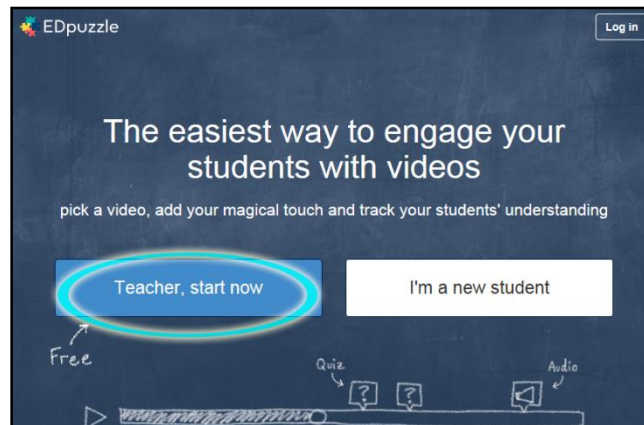 EDpuzzle
Log in
The easiest way to engage your
students with videos
pick a video, add your magical touch and track your students' understanding
Teacher, start now
I'm a new student
Free
Quiz
Audio
?
?